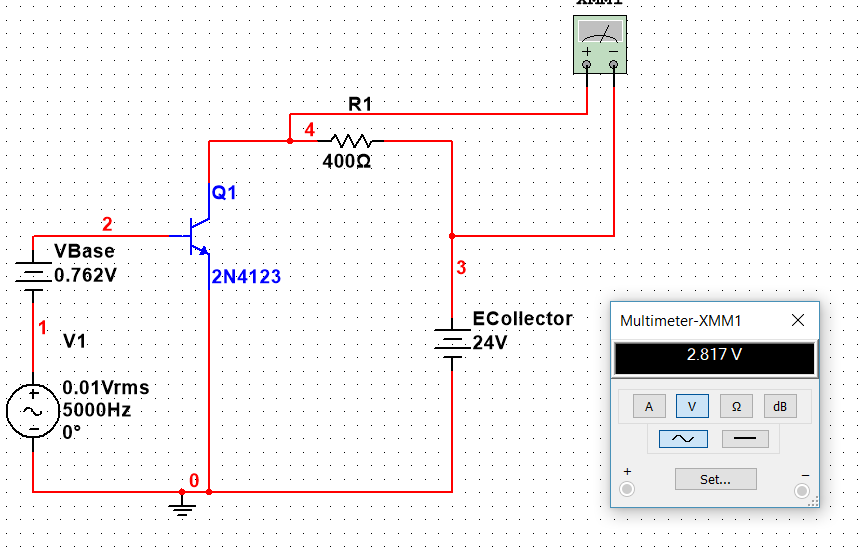 XMM1
+ −
R1
4
400Ω
Q1
2
VBase
0.762V
2N4123
3
1
V1
ECollector
24V
0.01Vrms
5000Hz
0°
0
Multimeter-XMM1
2.817 V
A V Ω dB
+ −
Set...